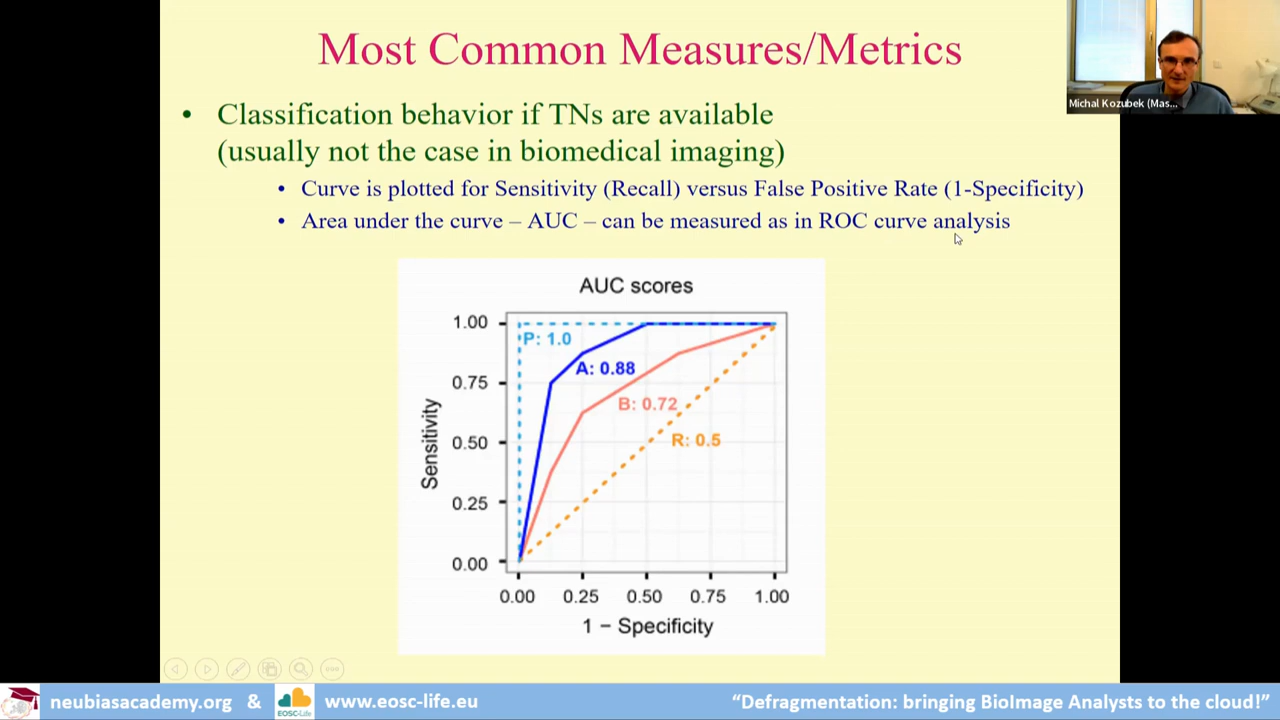 Most Common Measures/Metrics
Michal Kozubek (Mas...
• Classification behavior if TNs are available
(usually not the case in biomedical imaging)
• Curve is plotted for Sensitivity (Recall) versus False Positive Rate (1-Specificity)
• Area under the curve – AUC – can be measured as in ROC curve analysis
AUC scores
1.00
0.75
0.50
0.25
0.00
Sensitivity
P: 1.0
A: 0.88
B: 0.72
R: 0.5
0.00 0.25 0.50 0.75 1.00
1 − Specificity
neubiasacademy.org & www.eosc-life.eu “Defragmentation: bringing BioImage Analysts to the cloud!”
EOSC-Life